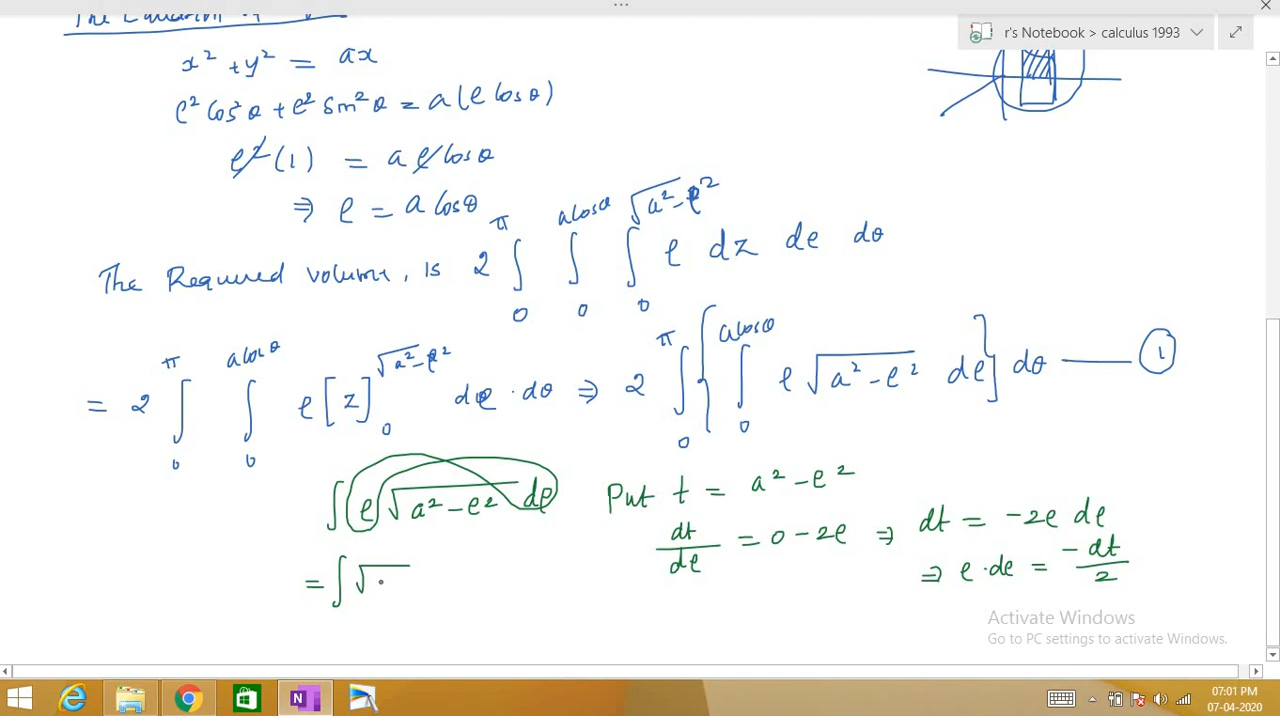 ...
The Equation of
r's Notebook > calculus 1993
x² + y² = ax
ρ² cos²θ + ρ² sin²θ = a(ρ cosθ)
ρ²(1) = aρ cosθ
⇒ ρ = a cosθ
The Required volume, is 2 ∫₀^π ∫₀^{a cosθ} ∫₀^{√(a²-ρ²)} ρ dz dρ dθ
= 2 ∫₀^π ∫₀^{a cosθ} ρ [z]₀^{√(a²-ρ²)} dρ · dθ ⇒ 2 ∫₀^π { ∫₀^{a cosθ} ρ √(a²-ρ²) dρ } dθ —— ①
∫ ρ √(a²-ρ²) dρ Put t = a² - ρ²
dt/dρ = 0 - 2ρ ⇒ dt = -2ρ dρ
= ∫ √ ⇒ ρ · dρ = -dt/2
Activate Windows
Go to PC settings to activate Windows.
07:01 PM
07-04-2020